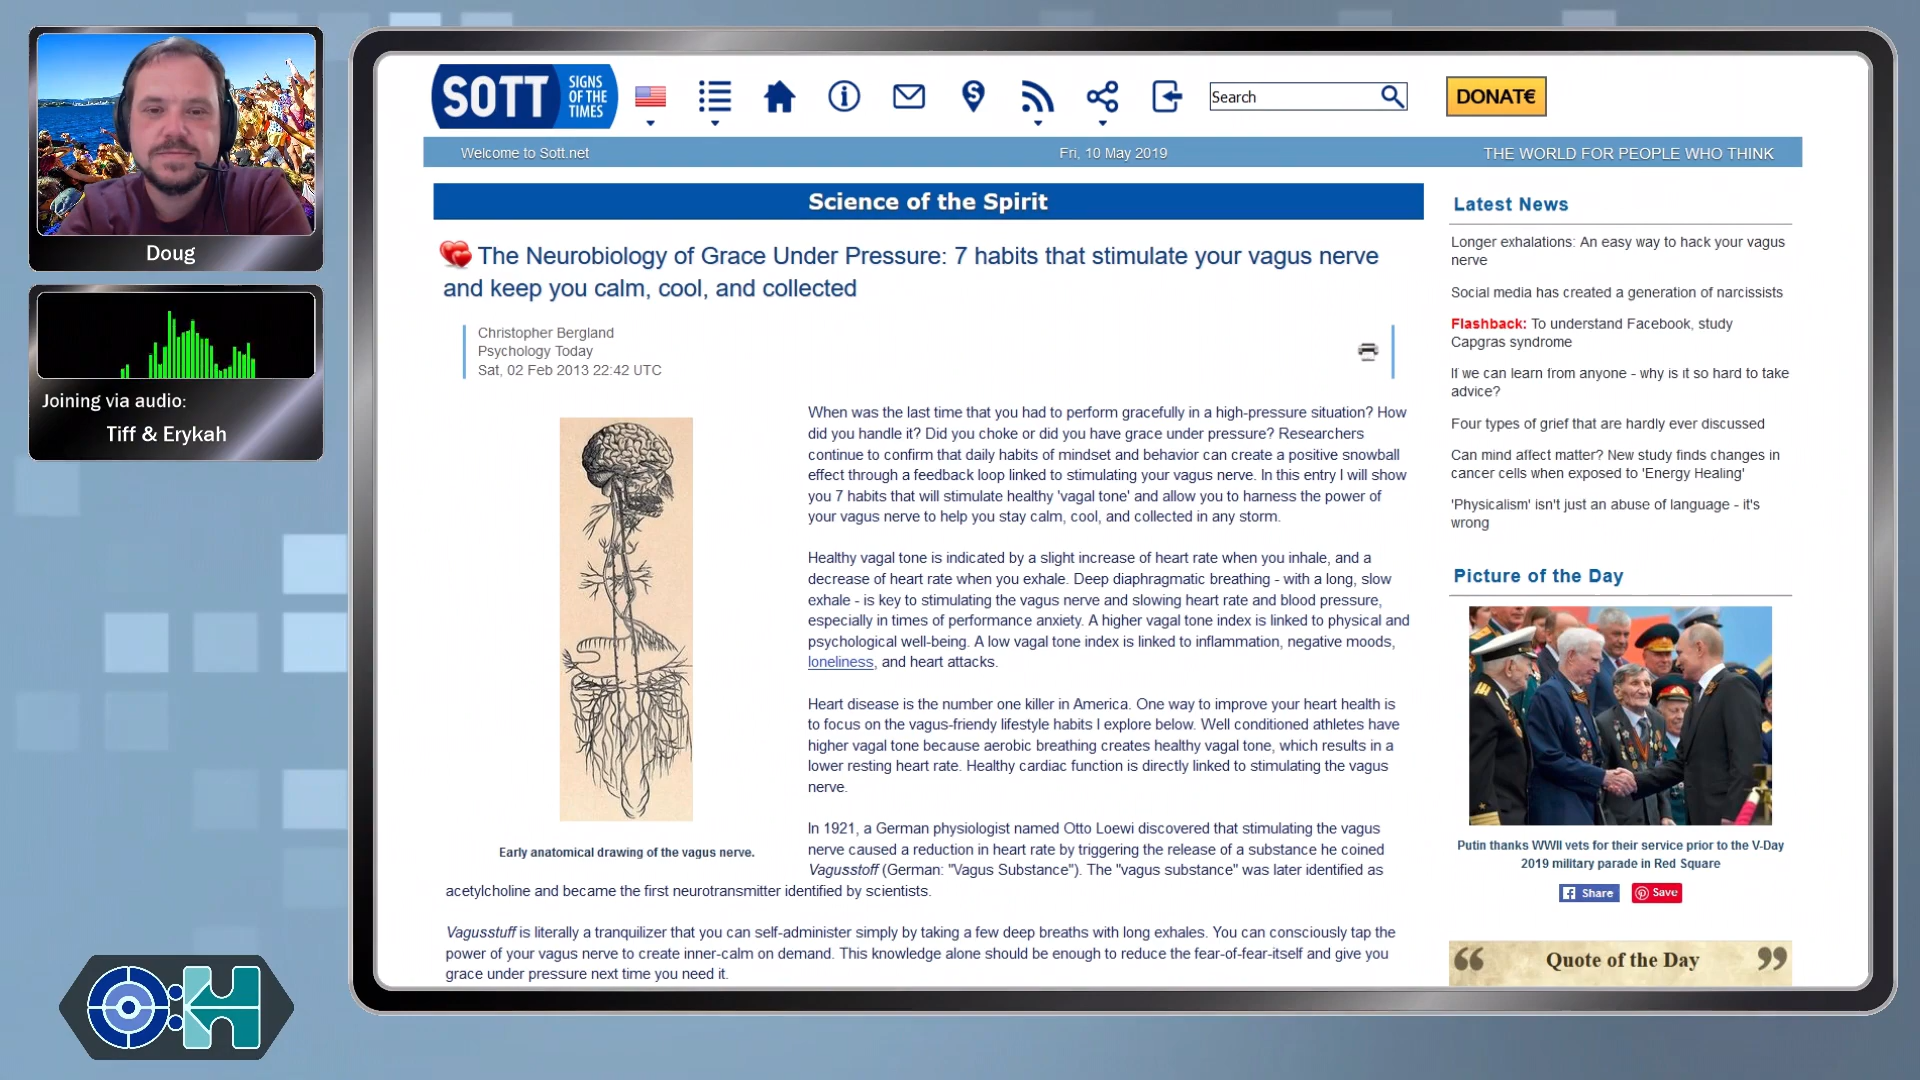 Doug
Joining via audio:
Tiff & Erykah
SOTT
SIGNS
OF THE
TIMES
Search
DONAT€
Welcome to Sott.net
Fri, 10 May 2019
THE WORLD FOR PEOPLE WHO THINK
Science of the Spirit
The Neurobiology of Grace Under Pressure: 7 habits that stimulate your vagus nerve
and keep you calm, cool, and collected
Christopher Bergland
Psychology Today
Sat, 02 Feb 2013 22:42 UTC
Early anatomical drawing of the vagus nerve.
When was the last time that you had to perform gracefully in a high-pressure situation? How
did you handle it? Did you choke or did you have grace under pressure? Researchers
continue to confirm that daily habits of mindset and behavior can create a positive snowball
effect through a feedback loop linked to stimulating your vagus nerve. In this entry I will show
you 7 habits that will stimulate healthy 'vagal tone' and allow you to harness the power of
your vagus nerve to help you stay calm, cool, and collected in any storm.
Healthy vagal tone is indicated by a slight increase of heart rate when you inhale, and a
decrease of heart rate when you exhale. Deep diaphragmatic breathing - with a long, slow
exhale - is key to stimulating the vagus nerve and slowing heart rate and blood pressure,
especially in times of performance anxiety. A higher vagal tone index is linked to physical and
psychological well-being. A low vagal tone index is linked to inflammation, negative moods,
loneliness, and heart attacks.
Heart disease is the number one killer in America. One way to improve your heart health is
to focus on the vagus-friendly lifestyle habits I explore below. Well conditioned athletes have
higher vagal tone because aerobic breathing creates healthy vagal tone, which results in a
lower resting heart rate. Healthy cardiac function is directly linked to stimulating the vagus
nerve.
In 1921, a German physiologist named Otto Loewi discovered that stimulating the vagus
nerve caused a reduction in heart rate by triggering the release of a substance he coined
Vagusstoff (German: "Vagus Substance"). The "vagus substance" was later identified as
acetylcholine and became the first neurotransmitter identified by scientists.
Vagusstuff is literally a tranquilizer that you can self-administer simply by taking a few deep breaths with long exhales. You can consciously tap the
power of your vagus nerve to create inner-calm on demand. This knowledge alone should be enough to reduce the fear-of-fear-itself and give you
grace under pressure next time you need it.
Latest News
Longer exhalations: An easy way to hack your vagus
nerve
Social media has created a generation of narcissists
Flashback: To understand Facebook, study
Capgras syndrome
If we can learn from anyone - why is it so hard to take
advice?
Four types of grief that are hardly ever discussed
Can mind affect matter? New study finds changes in
cancer cells when exposed to 'Energy Healing'
'Physicalism' isn't just an abuse of language - it's
wrong
Picture of the Day
Putin thanks WWII vets for their service prior to the V-Day
2019 military parade in Red Square
Share
Save
Quote of the Day